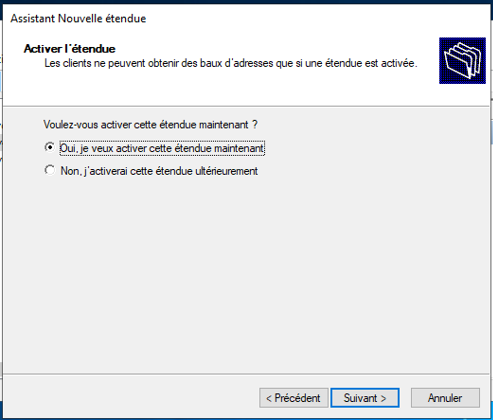 Assistant Nouvelle étendue
Activer l'étendue
Les clients ne peuvent obtenir des baux d'adresses que si une étendue est activée.
Voulez-vous activer cette étendue maintenant ?
Oui, je veux activer cette étendue maintenant
Non, j'activerai cette étendue ultérieurement
< Précédent
Suivant >
Annuler